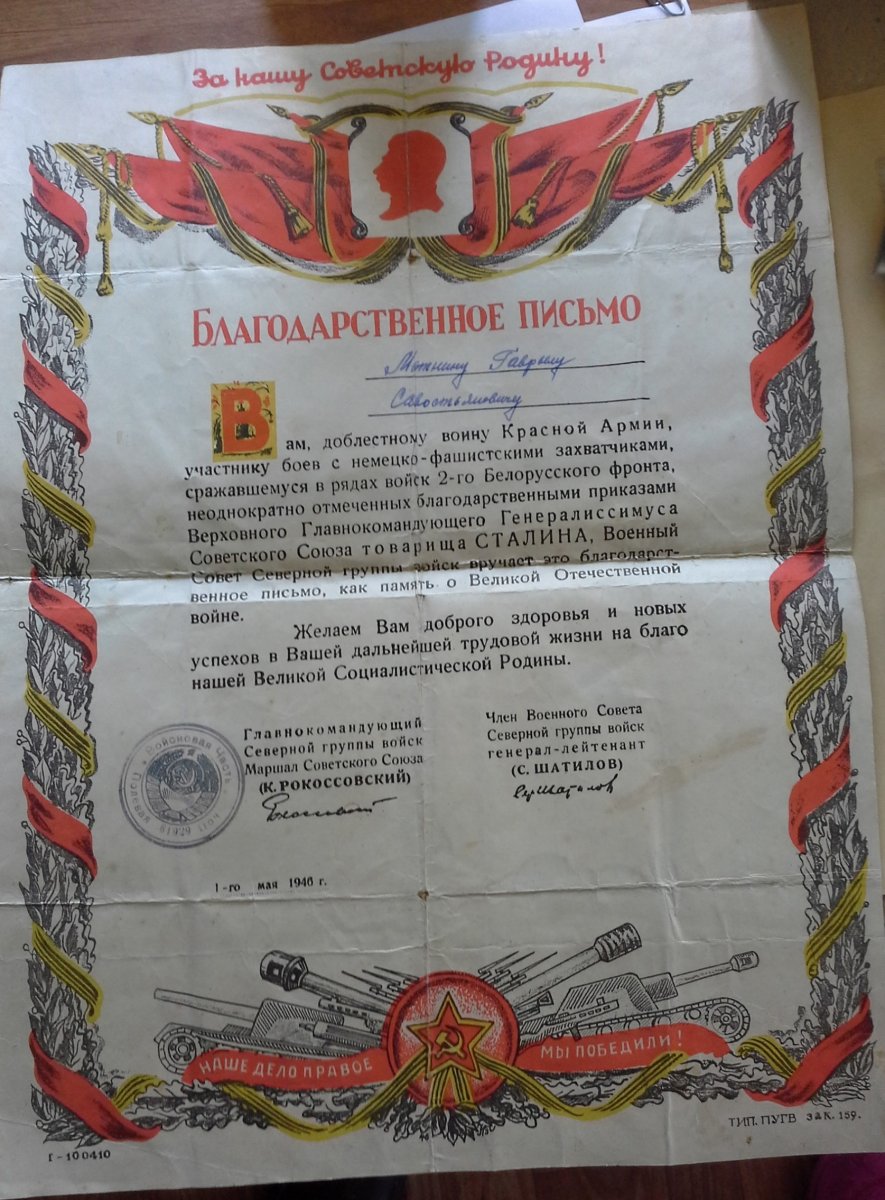 За нашу Советскую Родину!
БЛАГОДАРСТВЕННОЕ ПИСЬМО
Гаврилу
Савостьяновичу
Вам, доблестному воину Красной Армии,
участнику боев с немецко-фашистскими захватчиками,
сражавшемуся в рядах войск 2-го Белорусского фронта,
неоднократно отмеченных благодарственными приказами
Верховного Главнокомандующего Генералиссимуса
Советского Союза товарища СТАЛИНА, Военный
Совет Северной группы войск вручает это благодарст-
венное письмо, как память о Великой Отечественной
войне.
Желаем Вам доброго здоровья и новых
успехов в Вашей дальнейшей трудовой жизни на благо
нашей Великой Социалистической Родины.
Главнокомандующий
Северной группы войск
Маршал Советского Союза
(К. РОКОССОВСКИЙ)
Член Военного Совета
Северной группы войск
генерал-лейтенант
(С. ШАТИЛОВ)
Войсковая Часть
Полевая почт 61926
1-го мая 1946 г.
НАШЕ ДЕЛО ПРАВОЕ
МЫ ПОБЕДИЛИ!
Г-100410
ТИП. ПУГВ зак. 159.